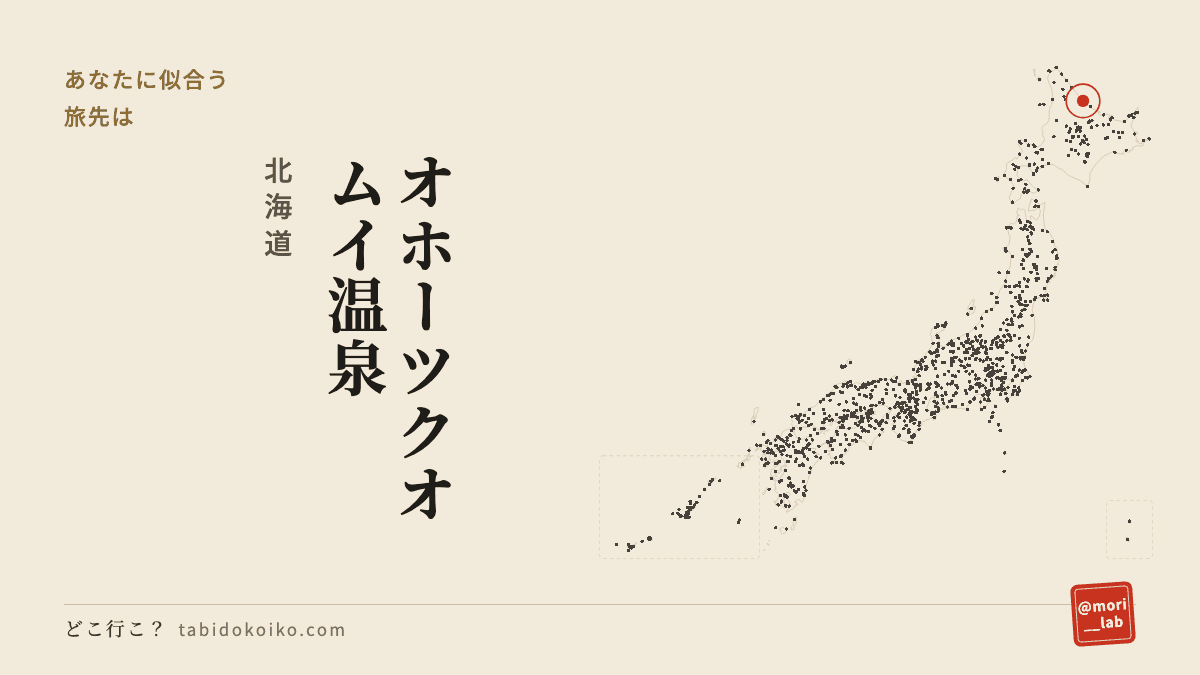 あなたに似合う
旅先は
オホーツクオ
ムイ温泉
北海道
どこ行こ？ tabidokoiko.com
@mori
__lab